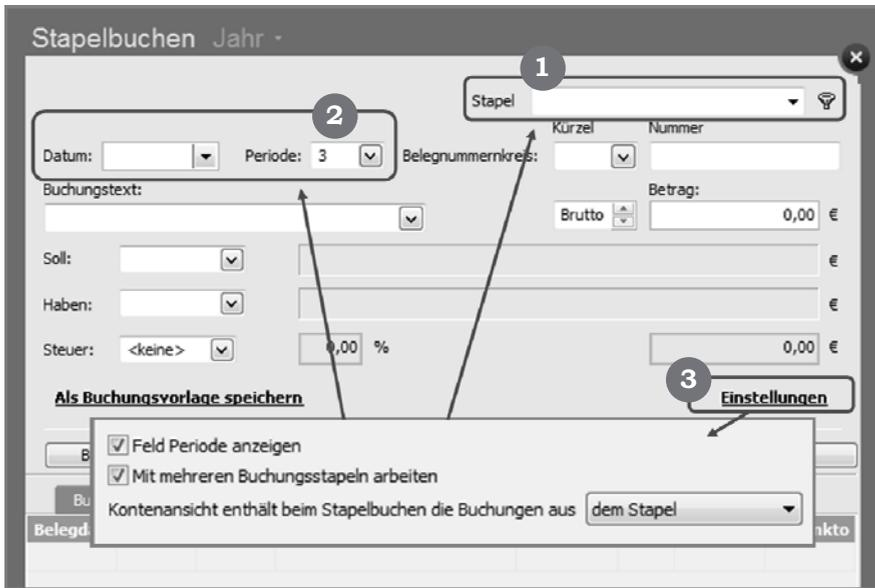 Stapelbuchen Jahr
1
Stapel
2
Kürzel Nummer
Datum: Periode: 3 Belegnummernkreis:
Buchungstext: Betrag:
Brutto 0,00 €
Soll: €
Haben: €
Steuer: <keine> 0,00 % 0,00 €
3
Als Buchungsvorlage speichern Einstellungen
Feld Periode anzeigen
Mit mehreren Buchungsstapeln arbeiten
Kontenansicht enthält beim Stapelbuchen die Buchungen aus dem Stapel